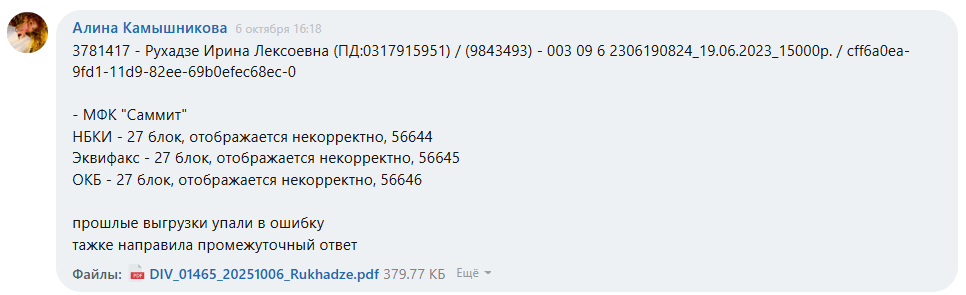 Алина Камышникова 6 октября 16:18
3781417 - Рухадзе Ирина Лексоевна (ПД:0317915951) / (9843493) - 003 09 6 2306190824_19.06.2023_15000р. / cff6a0ea-
9fd1-11d9-82ee-69b0efec68ec-0
- МФК "Саммит"
НБКИ - 27 блок, отображается некорректно, 56644
Эквифакс - 27 блок, отображается некорректно, 56645
ОКБ - 27 блок, отображается некорректно, 56646
прошлые выгрузки упали в ошибку
также направила промежуточный ответ
Файлы: PDF DIV_01465_20251006_Rukhadze.pdf 379.77 КБ Ещё